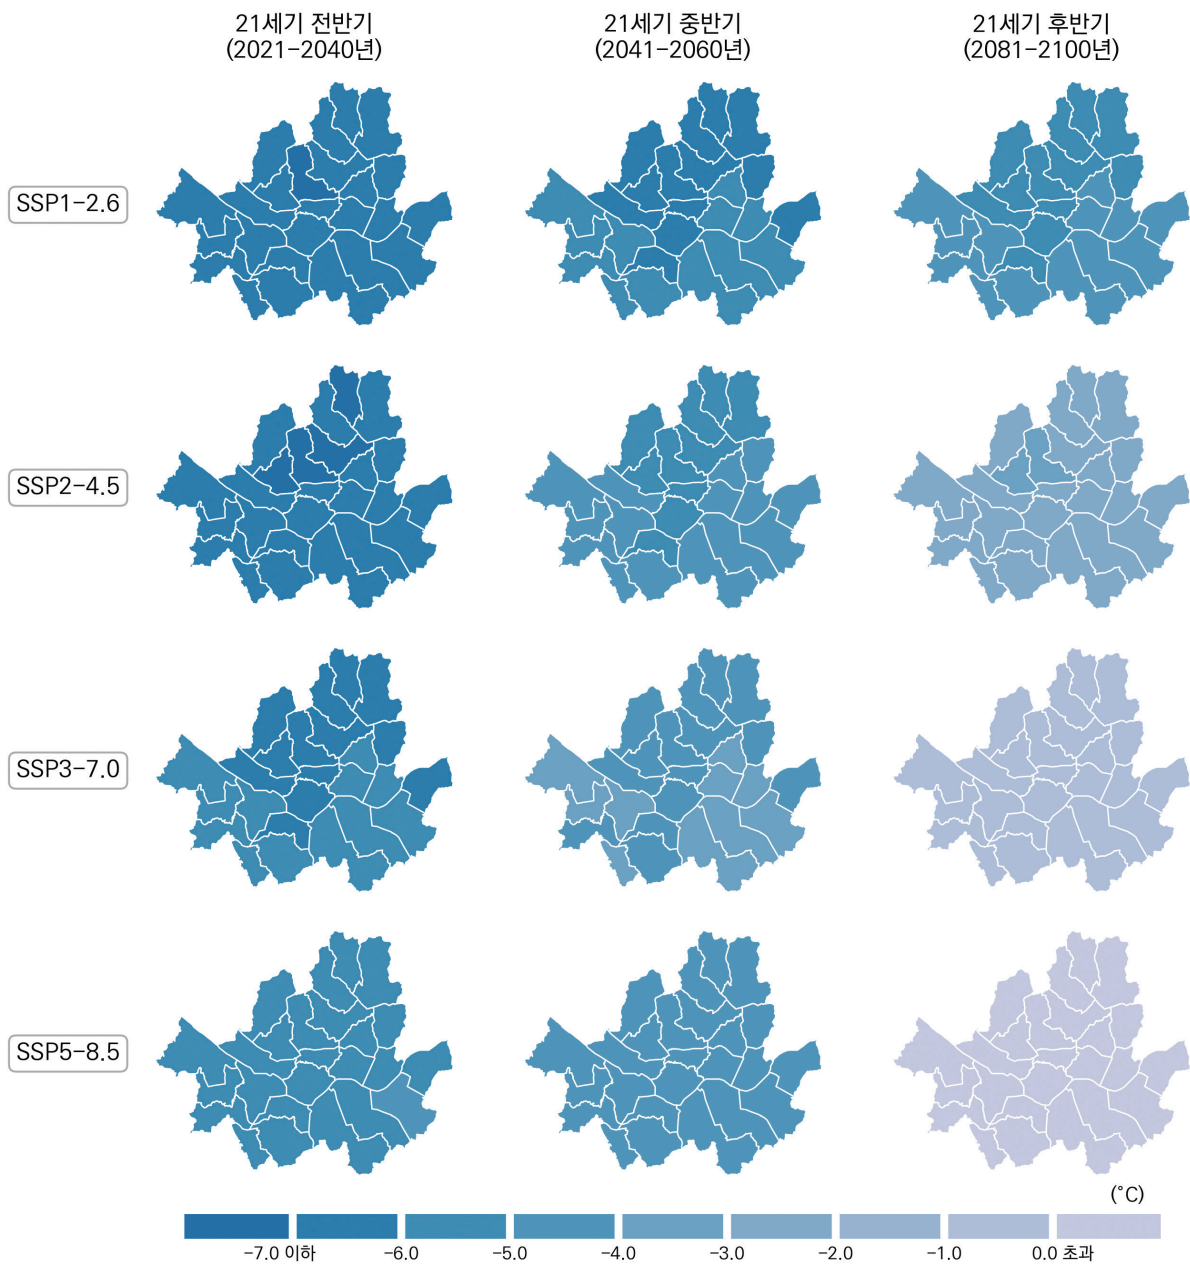 21세기 전반기
(2021-2040년)
21세기 중반기
(2041-2060년)
21세기 후반기
(2081-2100년)
SSP1-2.6
SSP2-4.5
SSP3-7.0
SSP5-8.5
(°C)
-7.0 이하
-6.0
-5.0
-4.0
-3.0
-2.0
-1.0
0.0 초과